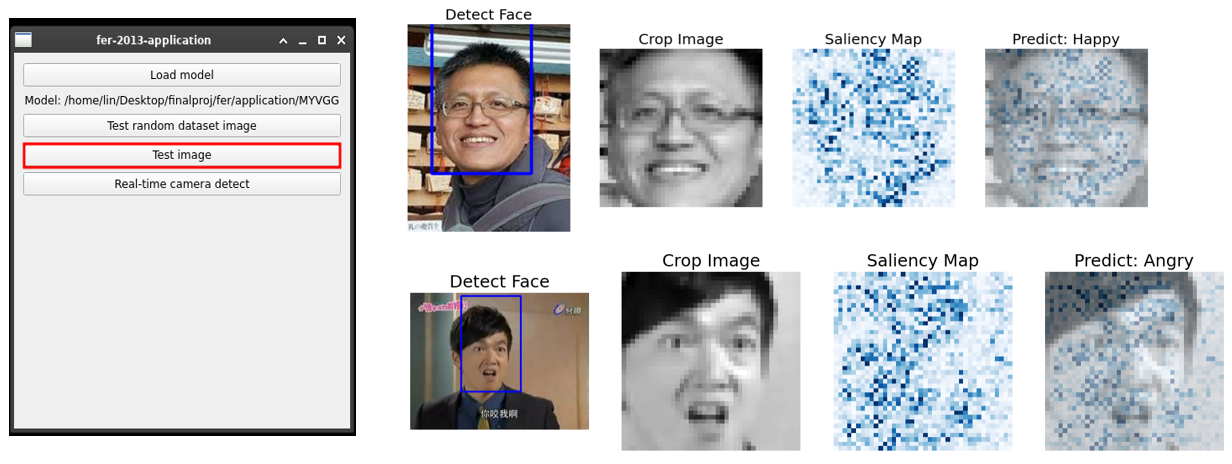 fer-2013-application
Load model
Model: /home/lin/Desktop/finalproj/fer/application/MYVGG
Test random dataset image
Test image
Real-time camera detect
Detect Face
Crop Image
Saliency Map
Predict: Happy
Detect Face
Crop Image
Saliency Map
Predict: Angry
台視
你咬我啊